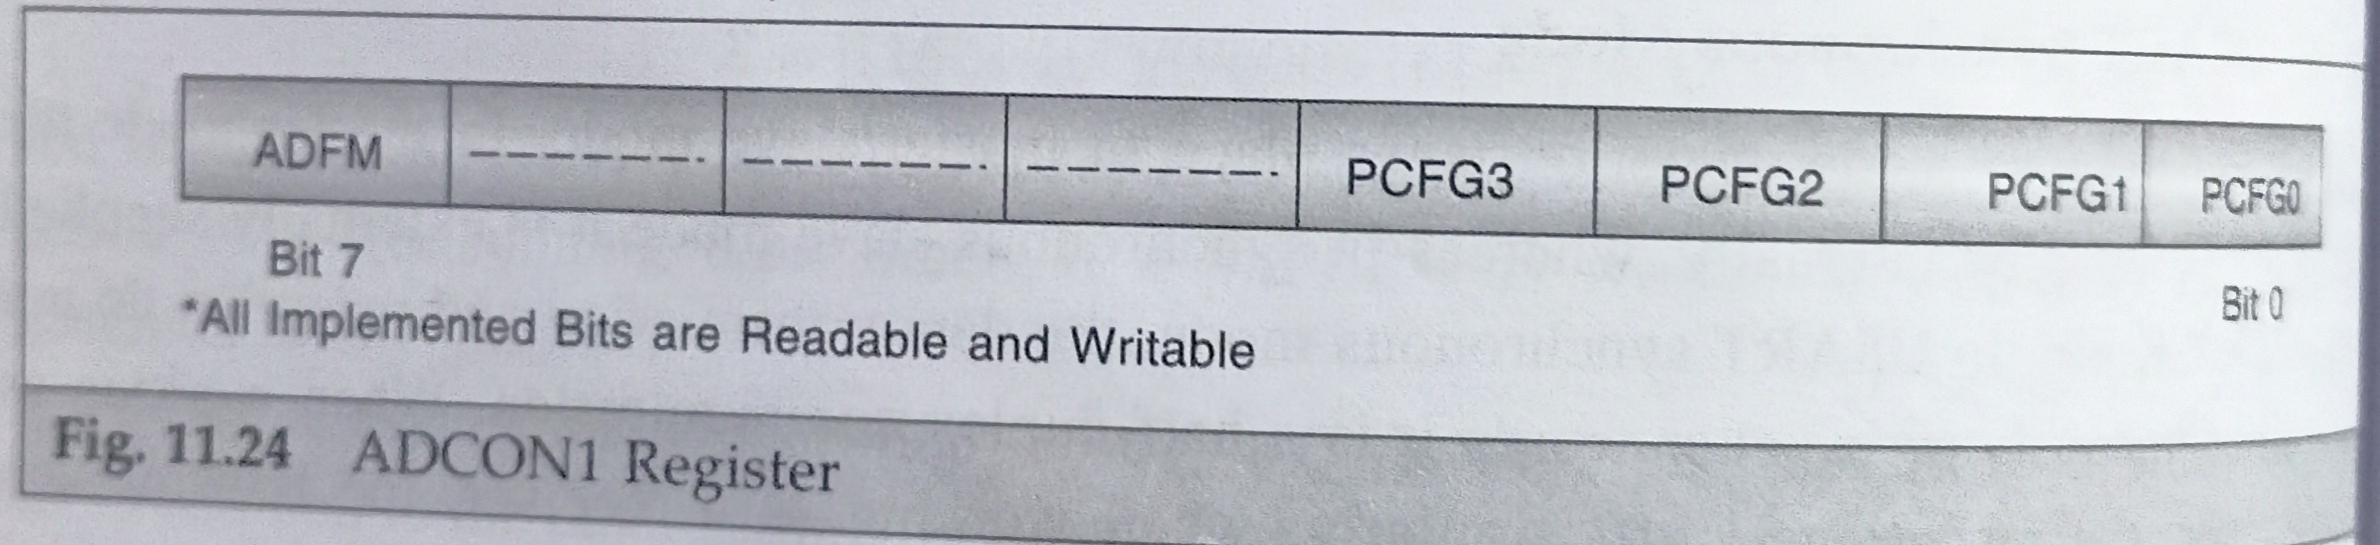 ADFM ------. ------. ------. PCFG3 PCFG2 PCFG1 PCFG0
Bit 7
Bit 0
*All Implemented Bits are Readable and Writable
Fig. 11.24 ADCON1 Register